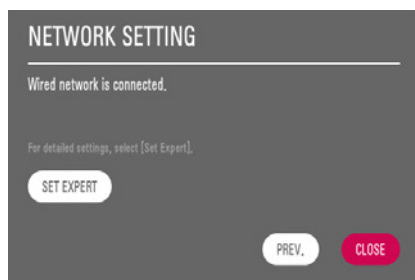 NETWORK SETTING
Wired network is connected.
For detailed settings, select [Set Expert].
SET EXPERT
PREV.
CLOSE